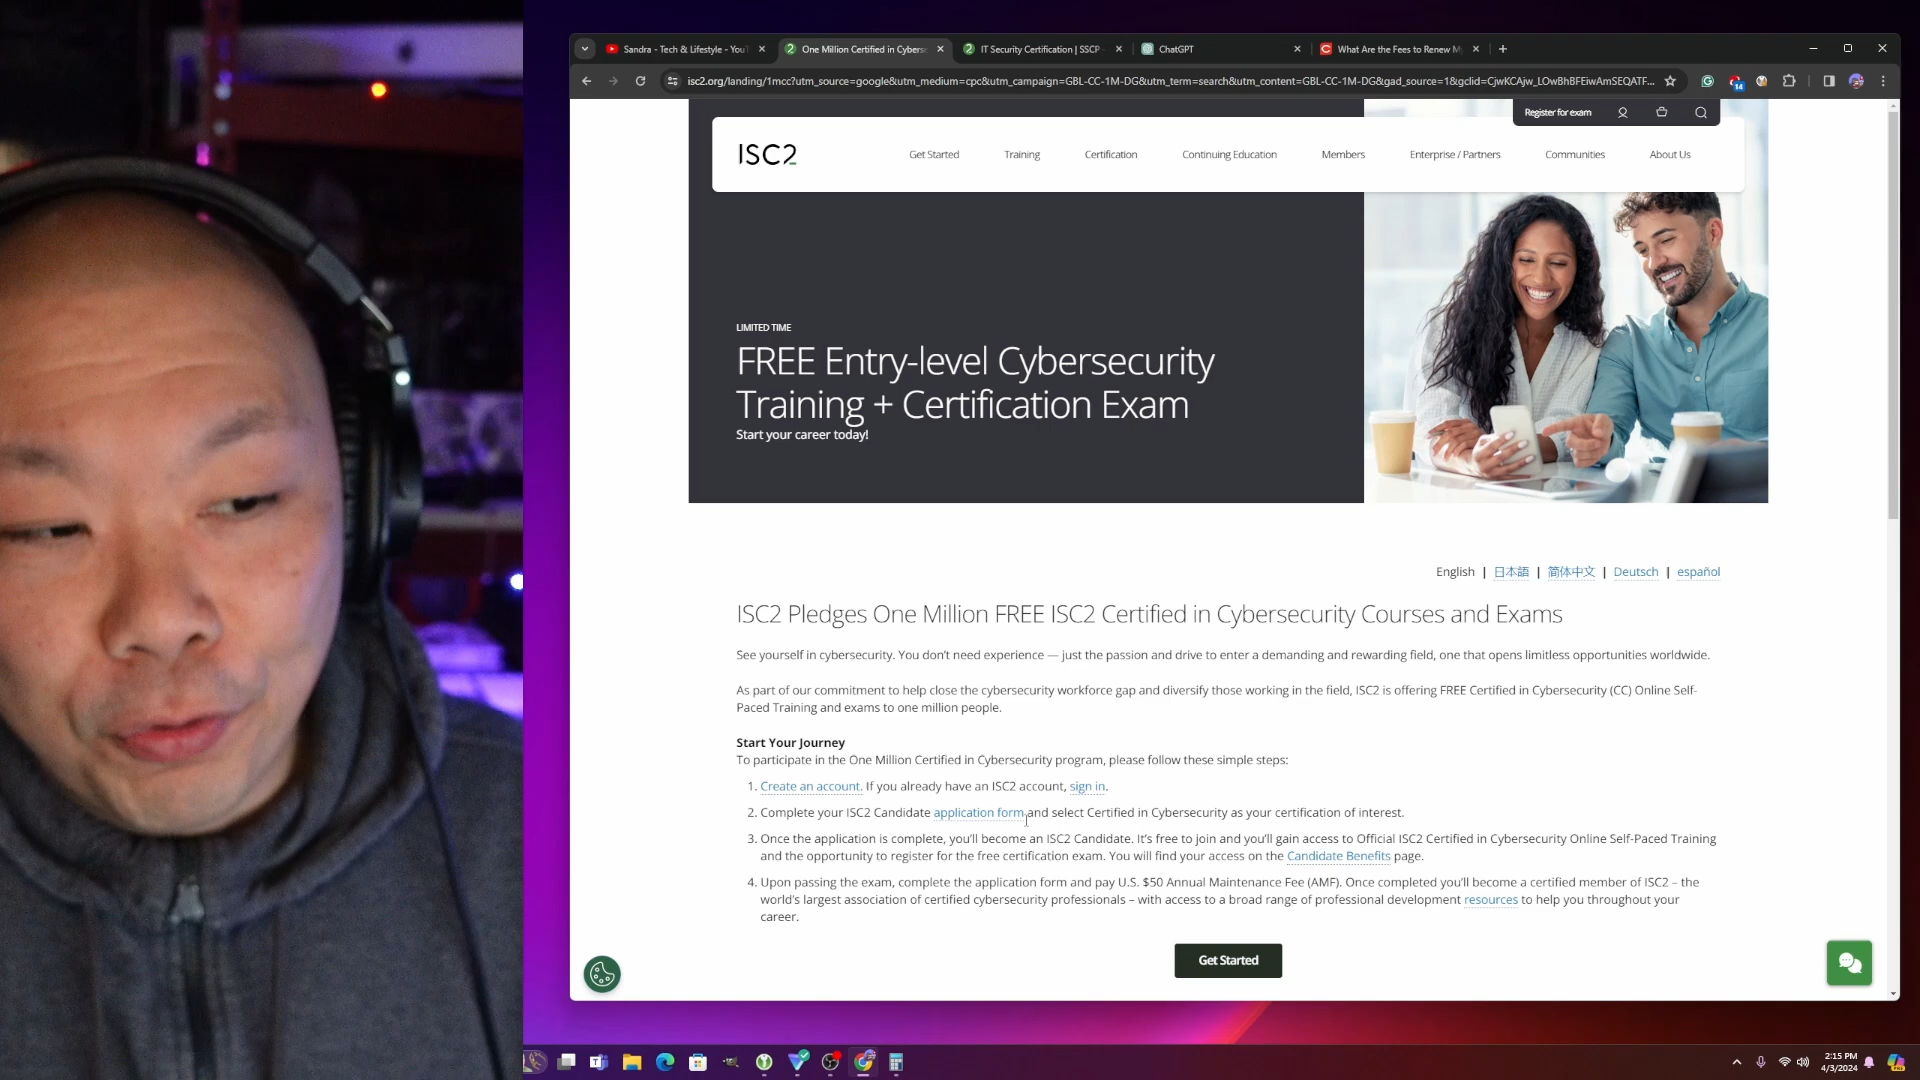 Sandra - Tech & Lifestyle - YouT
One Million Certified in Cyberse
IT Security Certification | SSCP -
ChatGPT
What Are the Fees to Renew M
isc2.org/landing/1mcc?utm_source=google&utm_medium=cpc&utm_campaign=GBL-CC-1M-DG&utm_term=search&utm_content=GBL-CC-1M-DG&gad_source=1&gclid=CjwKCAjw_LOwBhBFEiwAmSEQATF...
14
Register for exam
ISC2
Get Started
Training
Certification
Continuing Education
Members
Enterprise / Partners
Communities
About Us
LIMITED TIME
FREE Entry-level Cybersecurity
Training + Certification Exam
Start your career today!
English | 日本語 | 简体中文 | Deutsch | español
ISC2 Pledges One Million FREE ISC2 Certified in Cybersecurity Courses and Exams
See yourself in cybersecurity. You don't need experience — just the passion and drive to enter a demanding and rewarding field, one that opens limitless opportunities worldwide.
As part of our commitment to help close the cybersecurity workforce gap and diversify those working in the field, ISC2 is offering FREE Certified in Cybersecurity (CC) Online Self-
Paced Training and exams to one million people.
Start Your Journey
To participate in the One Million Certified in Cybersecurity program, please follow these simple steps:
1. Create an account. If you already have an ISC2 account, sign in.
2. Complete your ISC2 Candidate application form and select Certified in Cybersecurity as your certification of interest.
3. Once the application is complete, you'll become an ISC2 Candidate. It's free to join and you'll gain access to Official ISC2 Certified in Cybersecurity Online Self-Paced Training
and the opportunity to register for the free certification exam. You will find your access on the Candidate Benefits page.
4. Upon passing the exam, complete the application form and pay U.S. $50 Annual Maintenance Fee (AMF). Once completed you'll become a certified member of ISC2 – the
world's largest association of certified cybersecurity professionals – with access to a broad range of professional development resources to help you throughout your
career.
Get Started
2:15 PM
4/3/2024